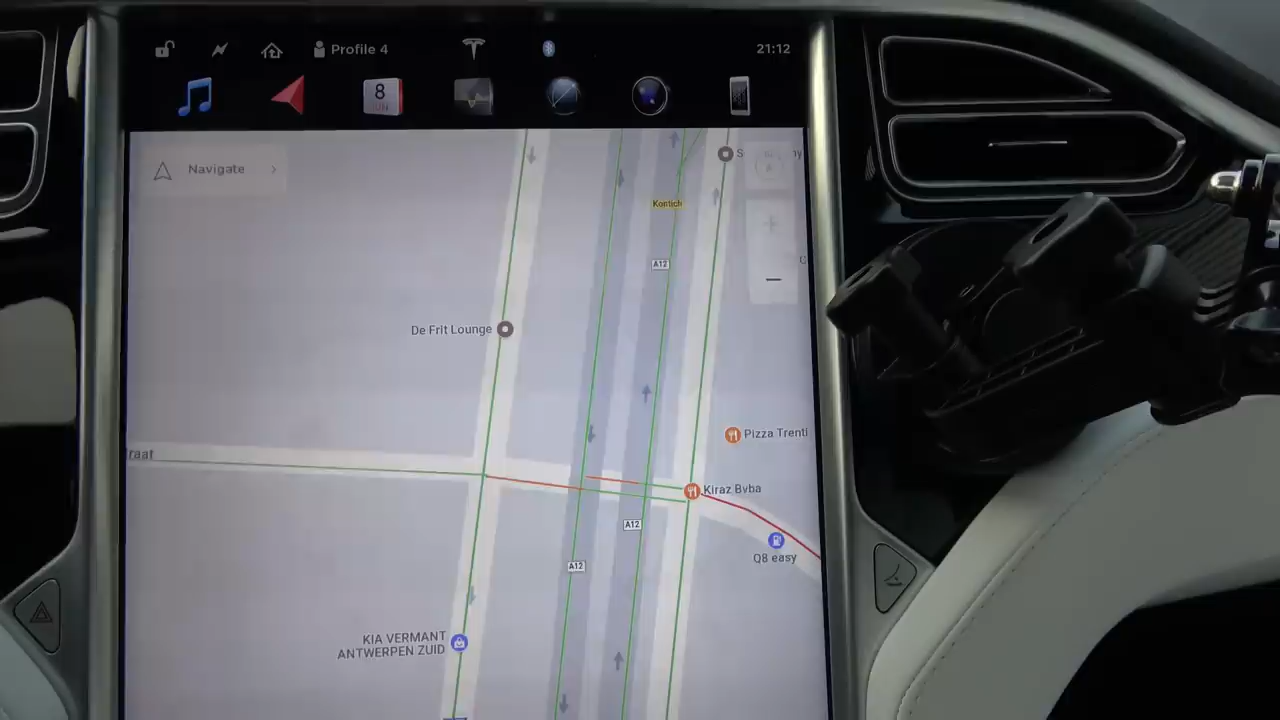 Profile 4
21:12
8
JUN
Navigate
Kontich
A12
De Frit Lounge
Pizza Trenti
raat
Kiraz Bvba
A12
Q8 easy
A12
KIA VERMANT
ANTWERPEN ZUID